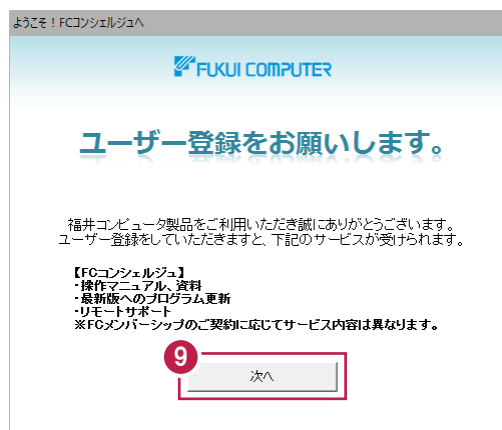 ようこそ！FCコンシェルジュへ
FUKUI COMPUTER
ユーザー登録をお願いします。
福井コンピュータ製品をご利用いただき誠にありがとうございます。
ユーザー登録をしていただきますと、下記のサービスが受けられます。
【FCコンシェルジュ】
・操作マニュアル、資料
・最新版へのプログラム更新
・リモートサポート
※FCメンバーシップのご契約に応じてサービス内容は異なります。
9
次へ